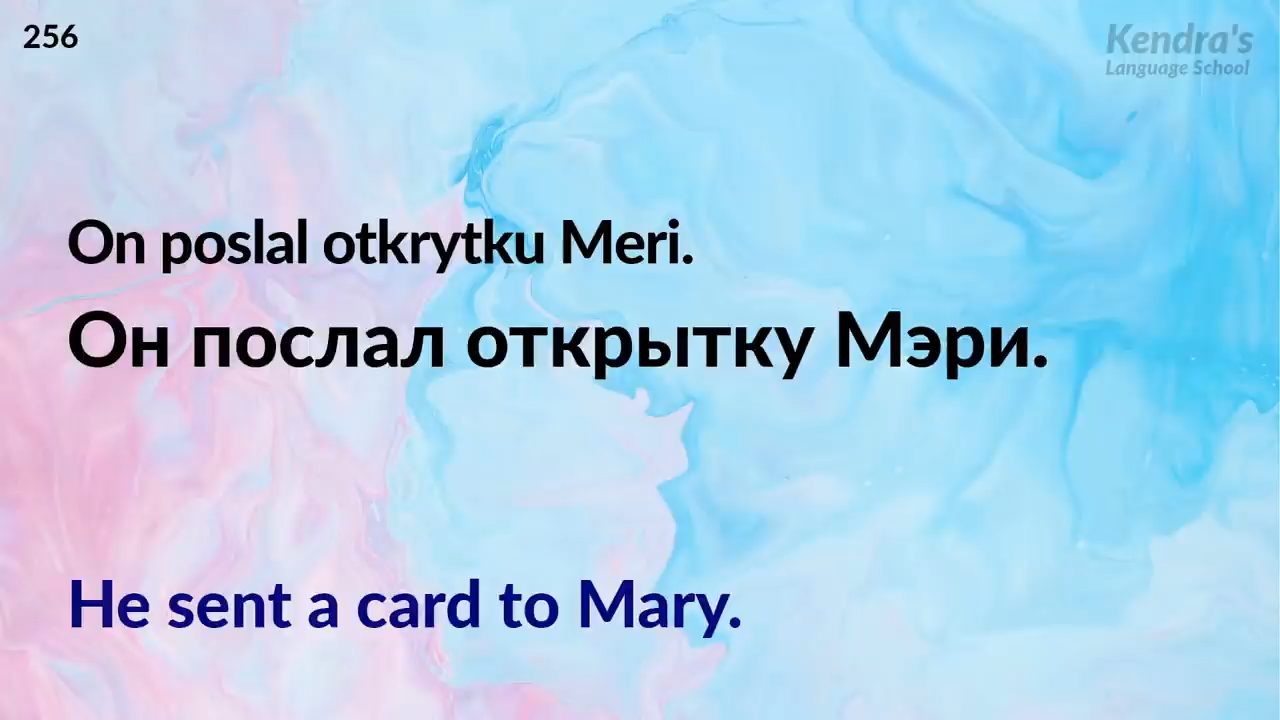 256
Kendra's
Language School
On poslal otkrytku Meri.
Он послал открытку Мэри.
He sent a card to Mary.